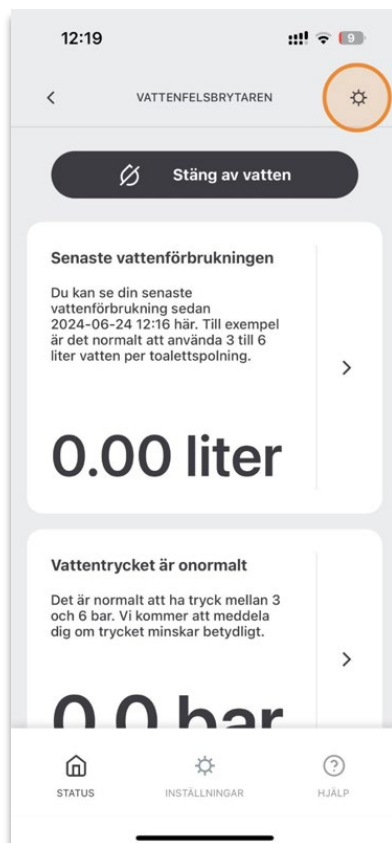 12:19
9
VATTENFELSBRYTAREN
Stäng av vatten
Senaste vattenförbrukningen
Du kan se din senaste
vattenförbrukning sedan
2024-06-24 12:16 här. Till exempel
är det normalt att använda 3 till 6
liter vatten per toalettspolning.
0.00 liter
Vattentrycket är onormalt
Det är normalt att ha tryck mellan 3
och 6 bar. Vi kommer att meddela
dig om trycket minskar betydligt.
0.0 bar
STATUS
INSTÄLLNINGAR
HJÄLP